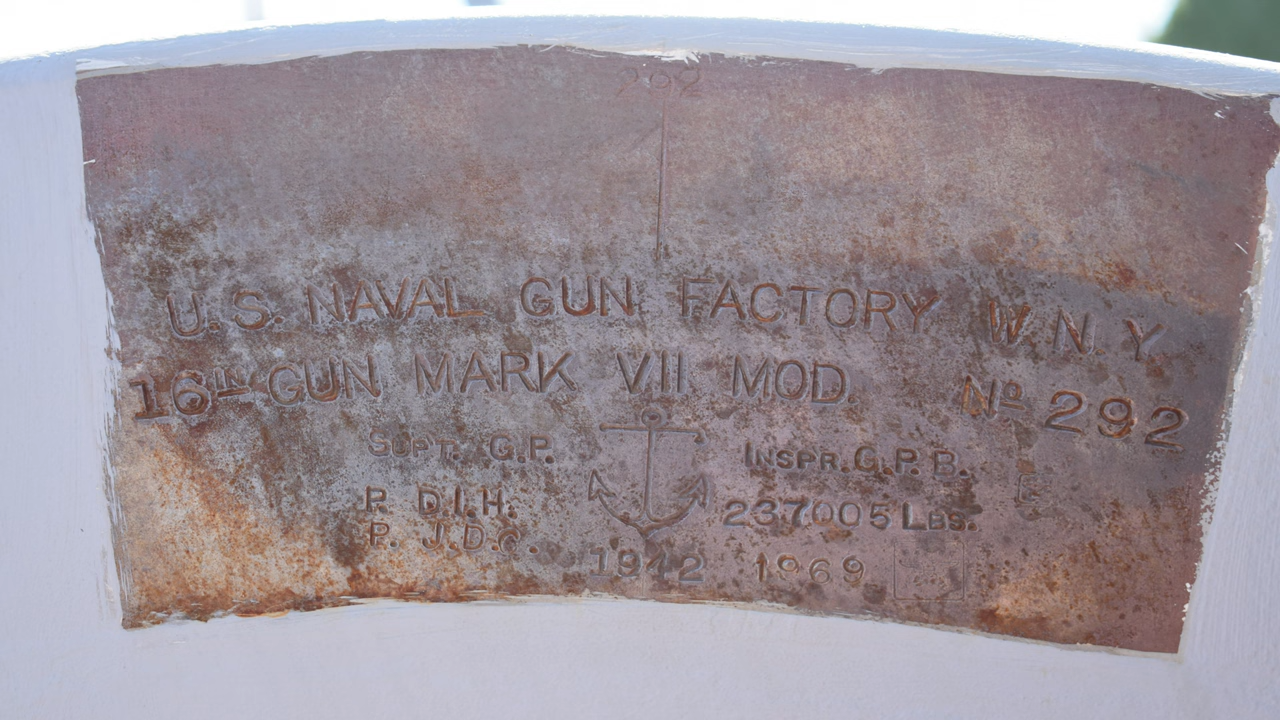 292
U.S. NAVAL GUN FACTORY W.N.Y.
16IN GUN MARK VII MOD. No 292
SUPT. G.P. INSPR. G.P. B.
P. D.I.H. 237005 LBS. E
P. J.D.C.
1942 1969